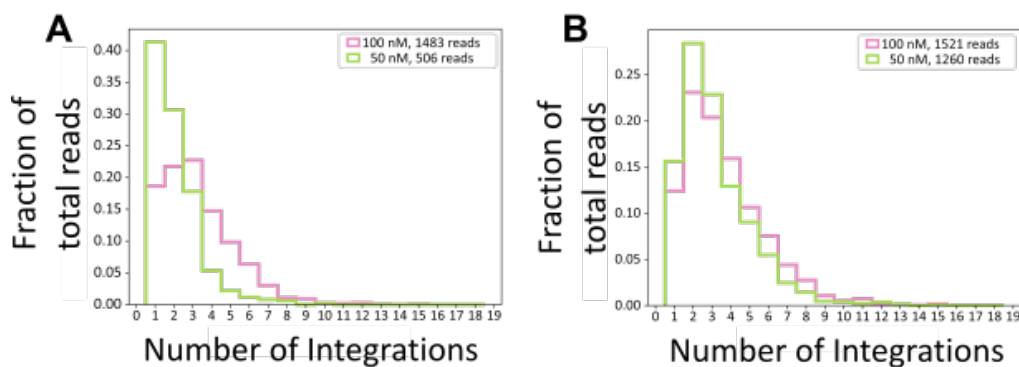 A
100 nM, 1483 reads
50 nM, 506 reads
Fraction of
total reads
0.40
0.35
0.30
0.25
0.20
0.15
0.10
0.05
0.00
0 1 2 3 4 5 6 7 8 9 10 11 12 13 14 15 16 17 18 19
Number of Integrations
B
100 nM, 1521 reads
50 nM, 1260 reads
Fraction of
total reads
0.25
0.20
0.15
0.10
0.05
0.00
0 1 2 3 4 5 6 7 8 9 10 11 12 13 14 15 16 17 18 19
Number of Integrations